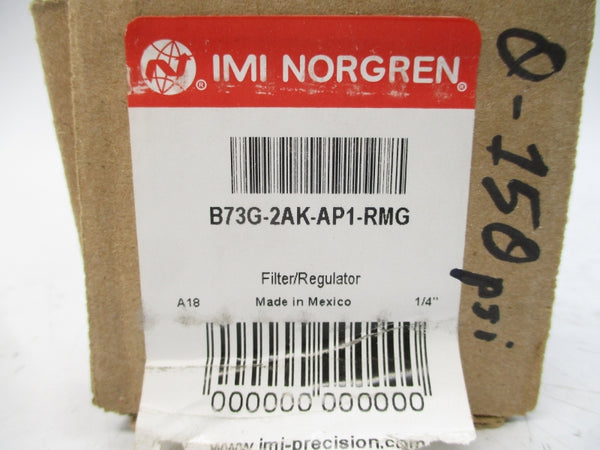 ® IMI NORGREN®
B73G-2AK-AP1-RMG
Filter/Regulator
A18 Made in Mexico 1/4"
000000 000000
www.imi-precision.com
0-150 psi